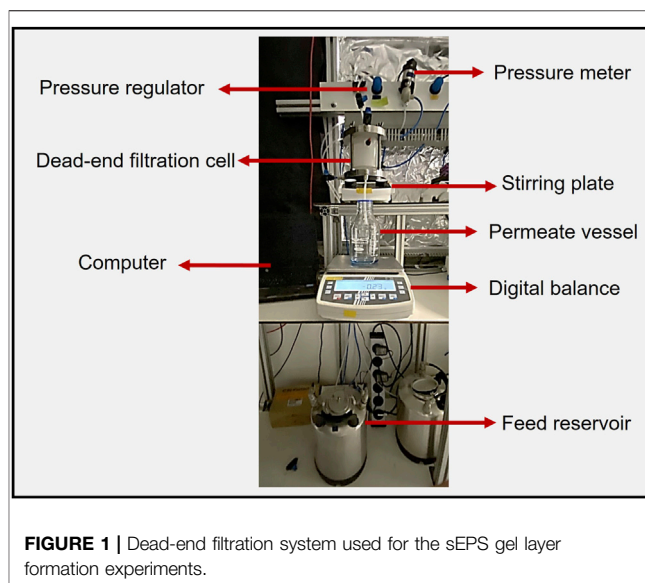 Pressure regulator
Pressure meter
Dead-end filtration cell
Stirring plate
Permeate vessel
Computer
Digital balance
Feed reservoir
FIGURE 1 | Dead-end filtration system used for the sEPS gel layer
formation experiments.